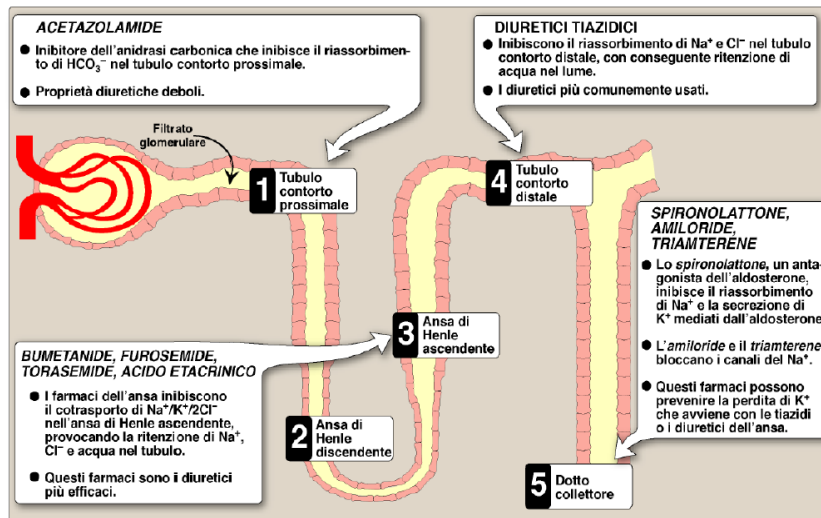 ACETAZOLAMIDE
● Inibitore dell'anidrasi carbonica che inibisce il riassorbimen-
to di HCO₃⁻ nel tubulo contorto prossimale.
● Proprietà diuretiche deboli.
DIURETICI TIAZIDICI
● Inibiscono il riassorbimento di Na⁺ e Cl⁻ nel tubulo
contorto distale, con conseguente ritenzione di
acqua nel lume.
● I diuretici più comunemente usati.
Filtrato
glomerulare
1 Tubulo
contorto
prossimale
4 Tubulo
contorto
distale
SPIRONOLATTONE,
AMILORIDE,
TRIAMTERENE
● Lo spironolattone, un anta-
gonista dell'aldosterone,
inibisce il riassorbimento
di Na⁺ e la secrezione di
K⁺ mediati dall'aldosterone
● L'amiloride e il triamterene
bloccano i canali del Na⁺.
● Questi farmaci possono
prevenire la perdita di K⁺
che avviene con le tiazidi
o i diuretici dell'ansa.
3 Ansa di
Henle
ascendente
BUMETANIDE, FUROSEMIDE,
TORASEMIDE, ACIDO ETACRINICO
● I farmaci dell'ansa inibiscono
il cotrasporto di Na⁺/K⁺/2Cl⁻
nell'ansa di Henle ascendente,
provocando la ritenzione di Na⁺,
Cl⁻ e acqua nel tubulo.
● Questi farmaci sono i diuretici
più efficaci.
2 Ansa di
Henle
discendente
5 Dotto
collettore